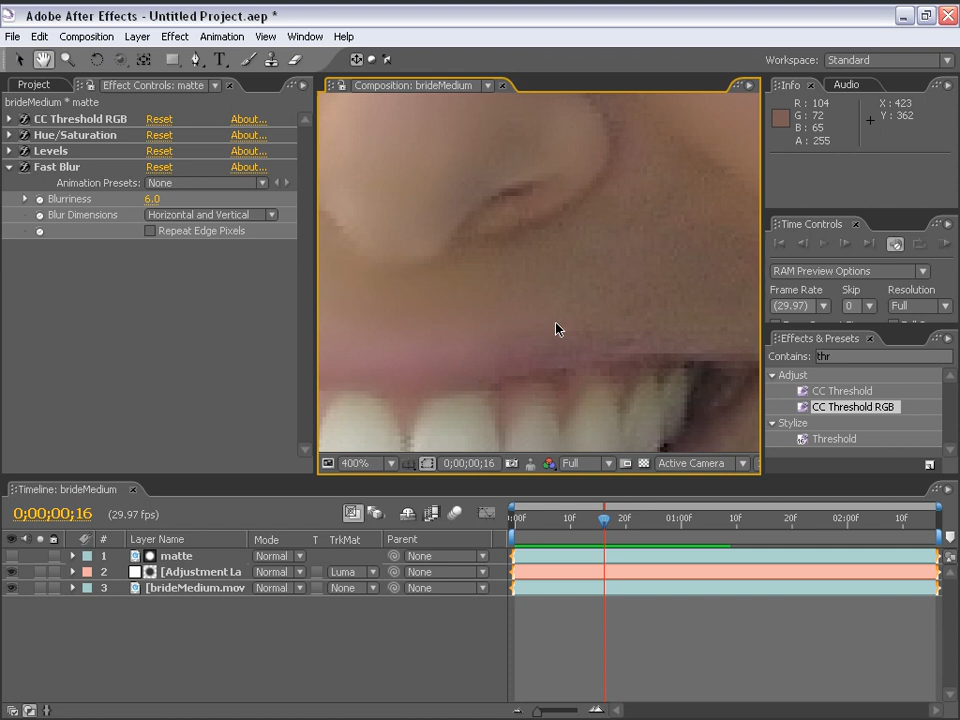 Adobe After Effects - Untitled Project.aep *
File Edit Composition Layer Effect Animation View Window Help
Workspace: Standard
Project Effect Controls: matte
brideMedium * matte
CC Threshold RGB Reset About...
Hue/Saturation Reset About...
Levels Reset About...
Fast Blur Reset About...
Animation Presets: None
Blurriness 6.0
Blur Dimensions Horizontal and Vertical
Repeat Edge Pixels
Composition: brideMedium
400% 0;00;00;16 Full Active Camera
Info Audio
R : 104 X : 423
G : 72 Y : 362
B : 65
A : 255
Time Controls
RAM Preview Options
Frame Rate Skip Resolution
(29.97) 0 Full
Effects & Presets
Contains: thr
Adjust
CC Threshold
CC Threshold RGB
Stylize
Threshold
Timeline: brideMedium
0;00;00;16 (29.97 fps)
:00F 10f 20f 01:00f 10f 20f 02:00f 10f
# Layer Name Mode T TrkMat Parent
1 matte Normal None
2 [Adjustment La Normal Luma None
3 [brideMedium.mov Normal None None